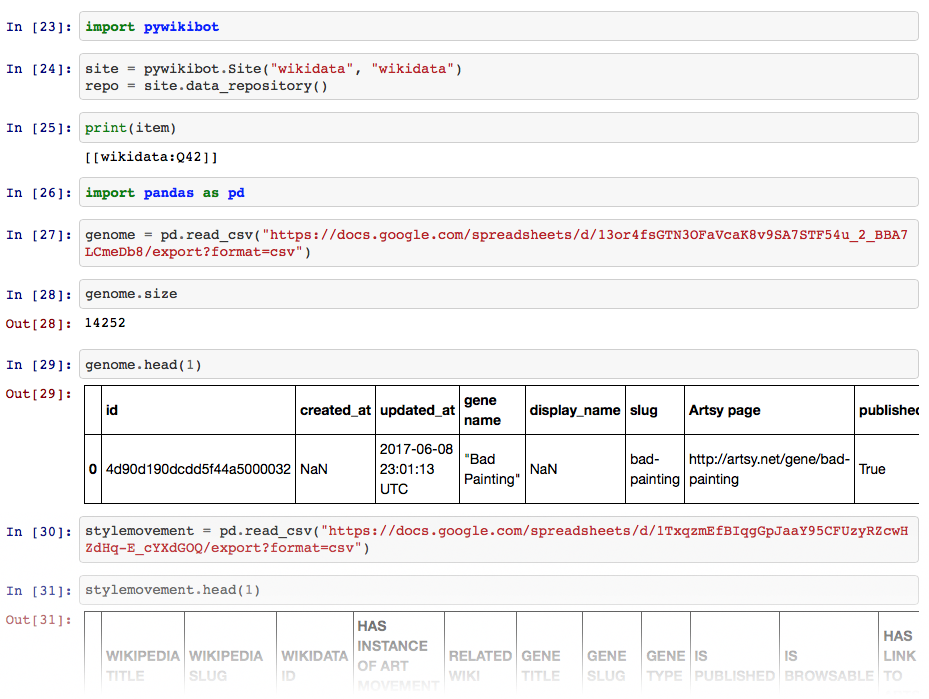 In [23]: import pywikibot
In [24]: site = pywikibot.Site("wikidata", "wikidata")
repo = site.data_repository()
In [25]: print(item)
[[wikidata:Q42]]
In [26]: import pandas as pd
In [27]: genome = pd.read_csv("https://docs.google.com/spreadsheets/d/13or4fsGTN3OFaVcaK8v9SA7STF54u_2_BBA7
LCmeDb8/export?format=csv")
In [28]: genome.size
Out[28]: 14252
In [29]: genome.head(1)
Out[29]:
id created_at updated_at gene name display_name slug Artsy page published
0 4d90d190dcdd5f44a5000032 NaN 2017-06-08 23:01:13 UTC "Bad Painting" NaN bad-painting http://artsy.net/gene/bad-painting True
In [30]: stylemovement = pd.read_csv("https://docs.google.com/spreadsheets/d/1TxqzmEfBIqgGpJaaY95CFUzyRZcwH
ZdHq-E_cYXdGOQ/export?format=csv")
In [31]: stylemovement.head(1)
Out[31]:
WIKIPEDIA TITLE WIKIPEDIA SLUG WIKIDATA ID HAS INSTANCE OF ART MOVEMENT RELATED WIKI GENE TITLE GENE SLUG GENE TYPE IS PUBLISHED IS BROWSABLE HAS LINK TO